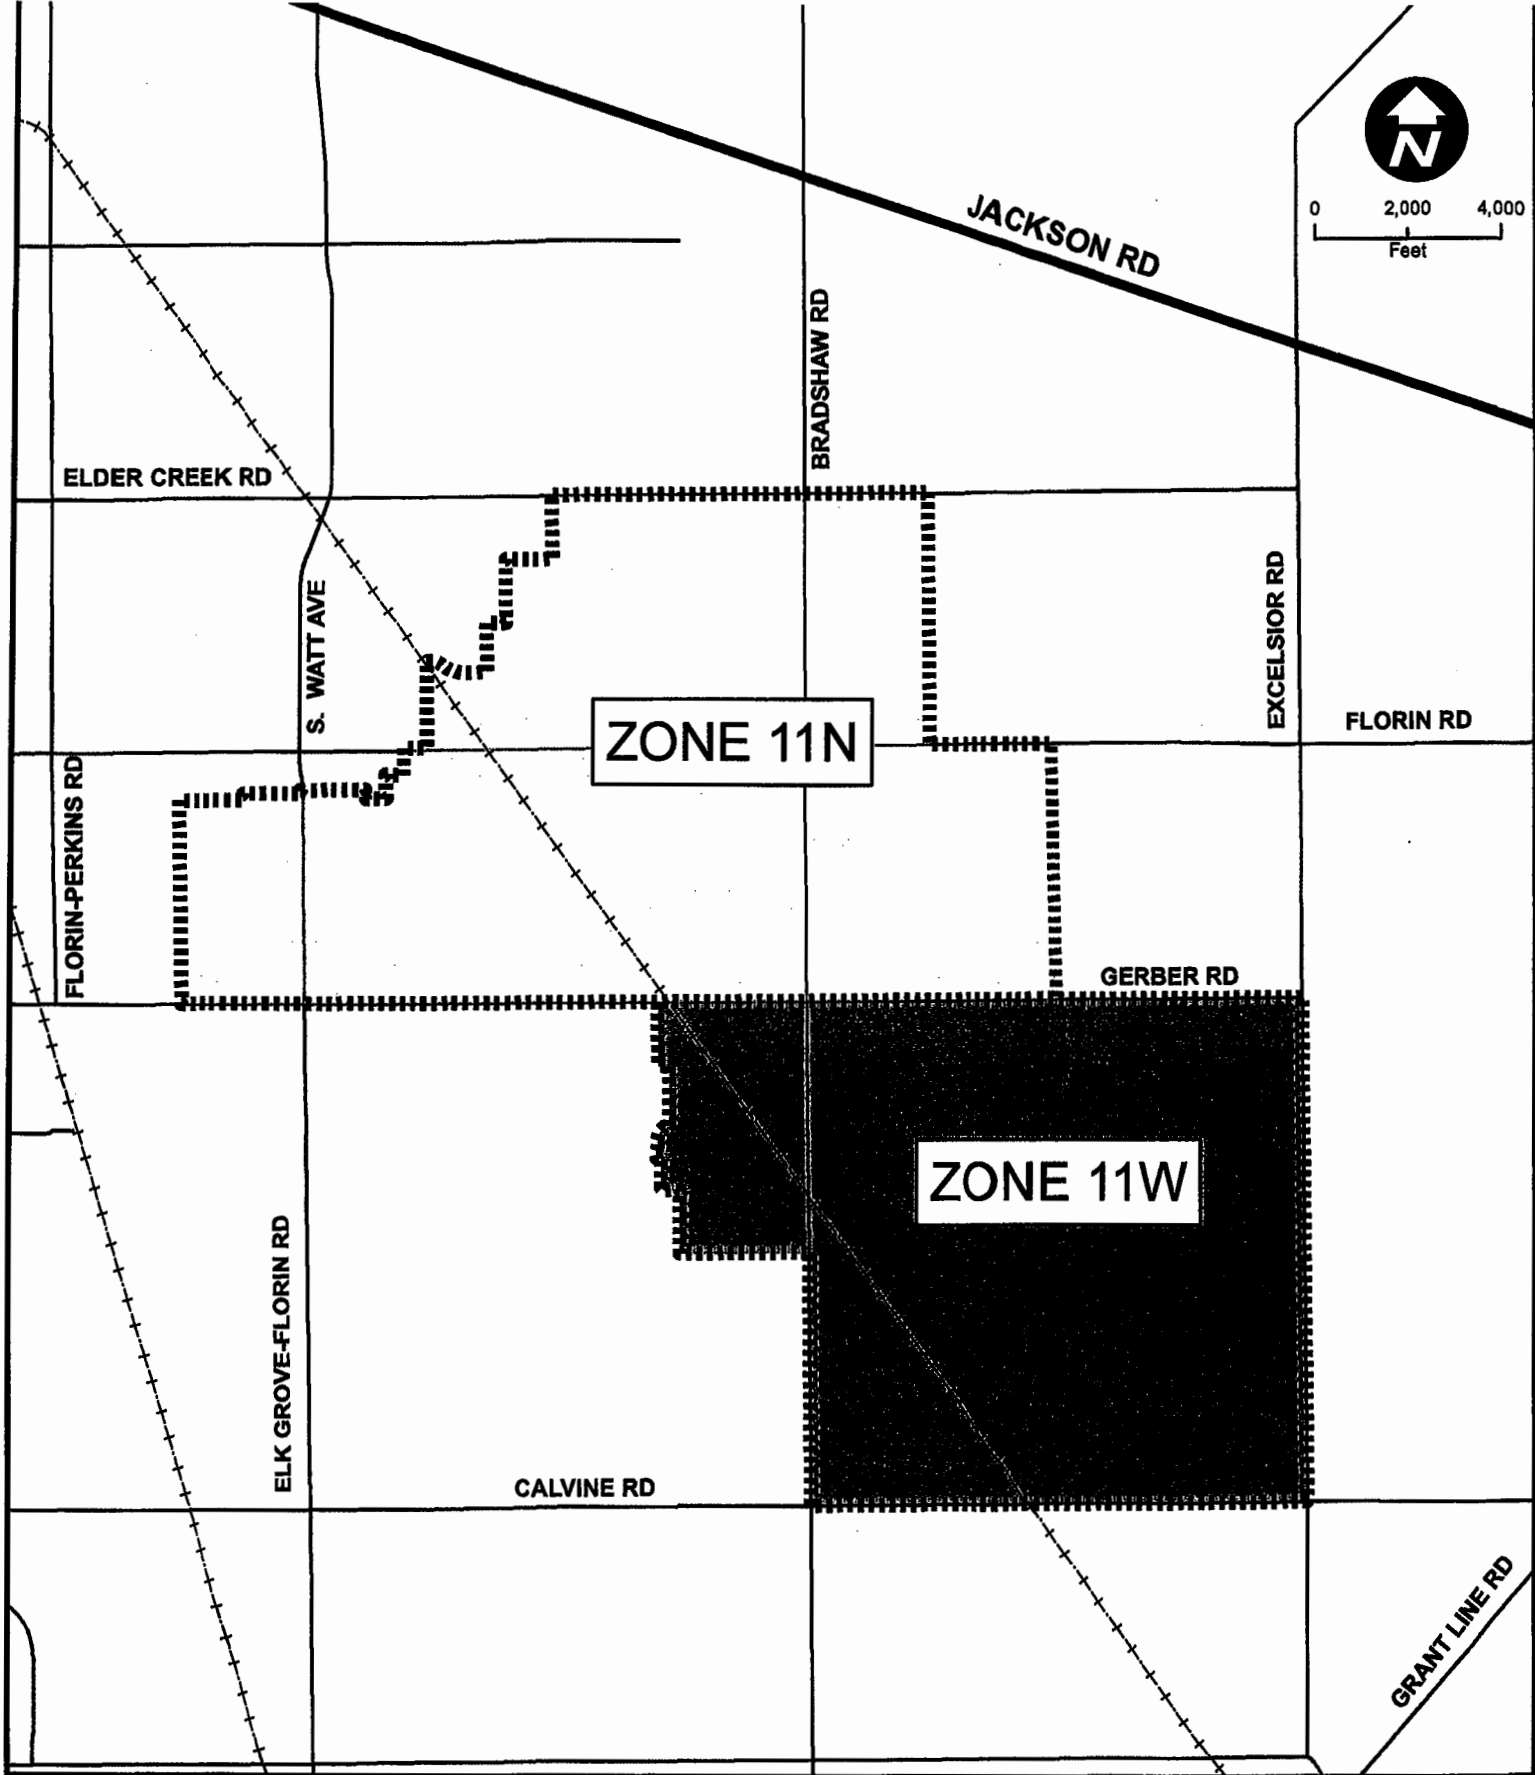 N
0 2,000 4,000
Feet
JACKSON RD
BRADSHAW RD
ELDER CREEK RD
S. WATT AVE
EXCELSIOR RD
FLORIN RD
ZONE 11N
FLORIN-PERKINS RD
GERBER RD
ZONE 11W
ELK GROVE-FLORIN RD
CALVINE RD
GRANT LINE RD